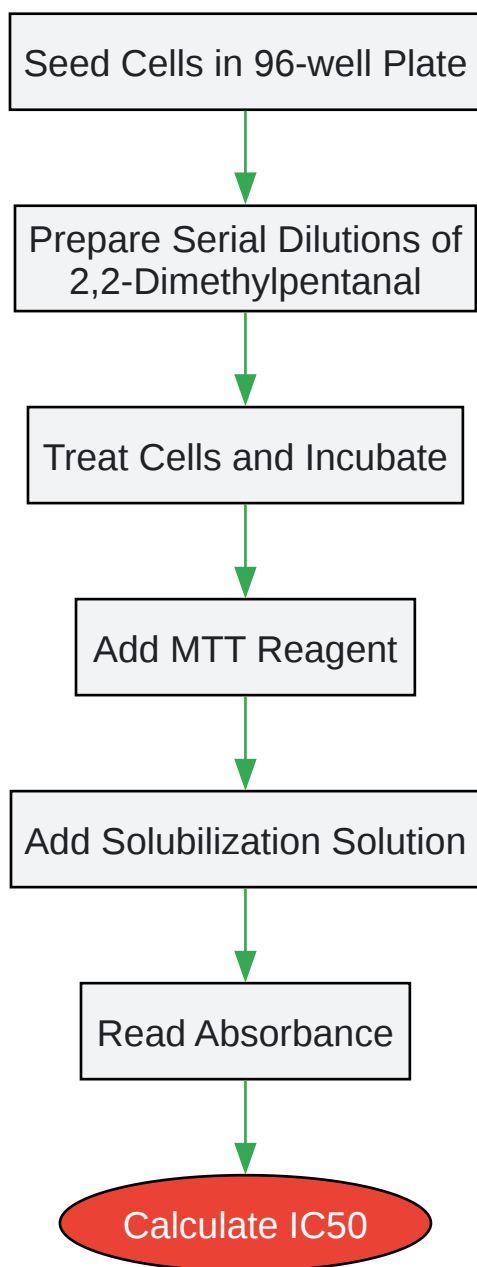 Seed Cells in 96-well Plate
Prepare Serial Dilutions of
2,2-Dimethylpentanal
Treat Cells and Incubate
Add MTT Reagent
Add Solubilization Solution
Read Absorbance
Calculate IC50